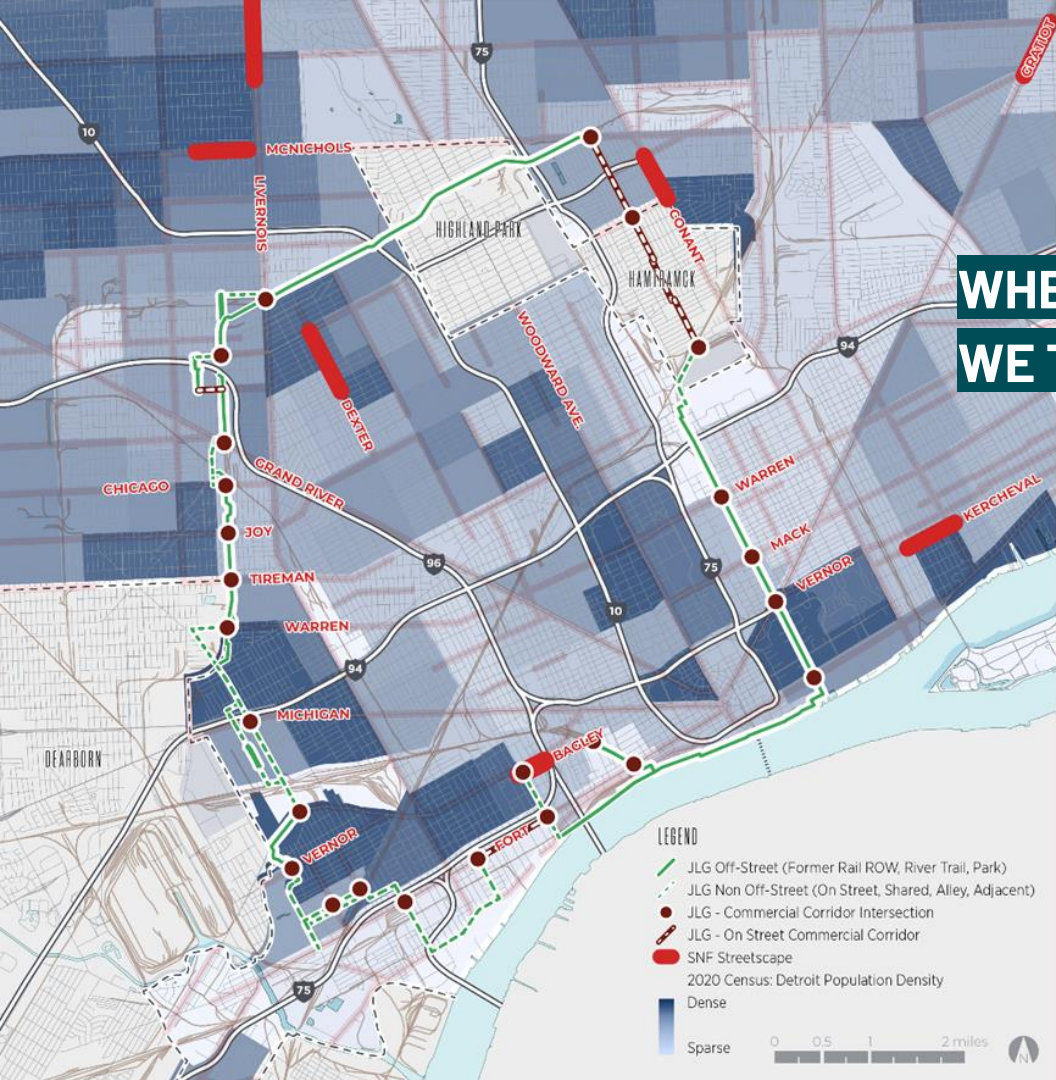 75
GRATIOT
10
MCNICHOLS
LIVERNOIS
CONANT
HIGHLAND PARK
HAMTRAMCK
WHE
WE T
WOODWARD AVE.
94
DEXTER
GRAND RIVER
CHICAGO
WARREN
KERCHEVAL
JOY
MACK
96
75
TIREMAN
VERNOR
10
WARREN
94
MICHIGAN
BAGLEY
DEARBORN
VERNOR
FORT
75
LEGEND
JLG Off-Street (Former Rail ROW, River Trail, Park)
JLG Non Off-Street (On Street, Shared, Alley, Adjacent)
JLG - Commercial Corridor Intersection
JLG - On Street Commercial Corridor
SNF Streetscape
2020 Census: Detroit Population Density
Dense
Sparse
0 0.5 1 2 miles
N